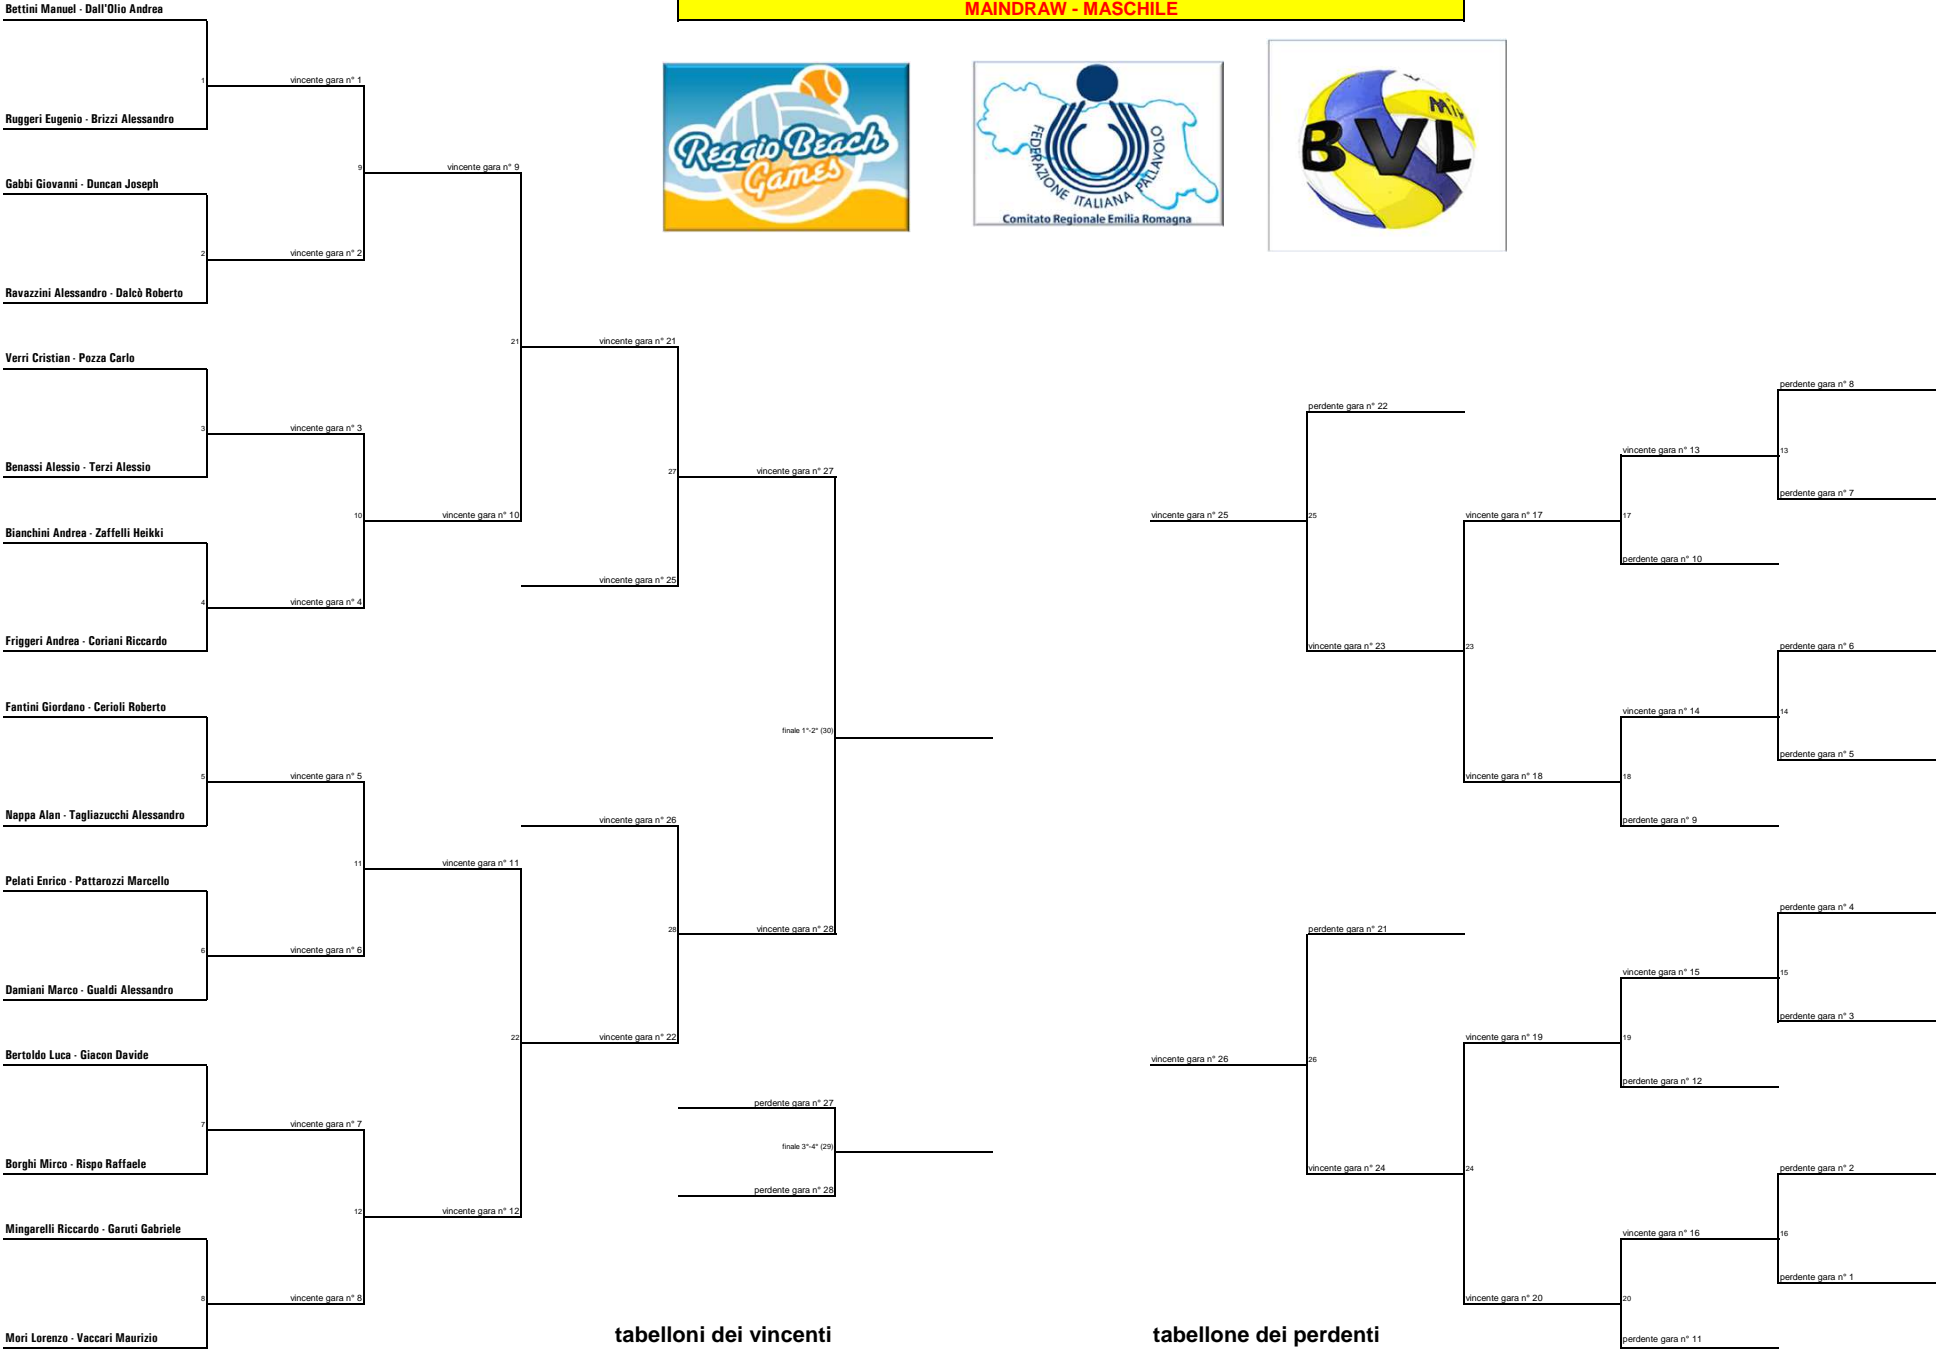 MAINDRAW - MASCHILE
Reggio Beach
Games
FEDERAZIONE ITALIANA PALLAVOLO
Comitato Regionale Emilia Romagna
BVL
Bettini Manuel - Dall'Olio Andrea
1
vincente gara n° 1
Ruggeri Eugenio - Brizzi Alessandro
9
vincente gara n° 9
Gabbi Giovanni - Duncan Joseph
2
vincente gara n° 2
Ravazzini Alessandro - Dalcò Roberto
21
vincente gara n° 21
Verri Cristian - Pozza Carlo
3
vincente gara n° 3
Benassi Alessio - Terzi Alessio
27
vincente gara n° 27
10
vincente gara n° 10
Bianchini Andrea - Zaffelli Heikki
vincente gara n° 25
4
vincente gara n° 4
Friggeri Andrea - Coriani Riccardo
Fantini Giordano - Cerioli Roberto
finale 1°-2° (30)
5
vincente gara n° 5
Nappa Alan - Tagliazucchi Alessandro
vincente gara n° 26
11
vincente gara n° 11
Pelati Enrico - Pattarozzi Marcello
28
vincente gara n° 28
6
vincente gara n° 6
Damiani Marco - Gualdi Alessandro
22
vincente gara n° 22
Bertoldo Luca - Giacon Davide
perdente gara n° 27
7
vincente gara n° 7
finale 3°-4° (29)
Borghi Mirco - Rispo Raffaele
perdente gara n° 28
12
vincente gara n° 12
Mingarelli Riccardo - Garuti Gabriele
8
vincente gara n° 8
Mori Lorenzo - Vaccari Maurizio
tabelloni dei vincenti
perdente gara n° 8
perdente gara n° 22
vincente gara n° 13
13
perdente gara n° 7
vincente gara n° 25
25
vincente gara n° 17
17
perdente gara n° 10
vincente gara n° 23
23
perdente gara n° 6
vincente gara n° 14
14
perdente gara n° 5
vincente gara n° 18
18
perdente gara n° 9
perdente gara n° 4
perdente gara n° 21
vincente gara n° 15
15
perdente gara n° 3
vincente gara n° 19
19
vincente gara n° 26
26
perdente gara n° 12
vincente gara n° 24
24
perdente gara n° 2
vincente gara n° 16
16
perdente gara n° 1
vincente gara n° 20
20
perdente gara n° 11
tabellone dei perdenti